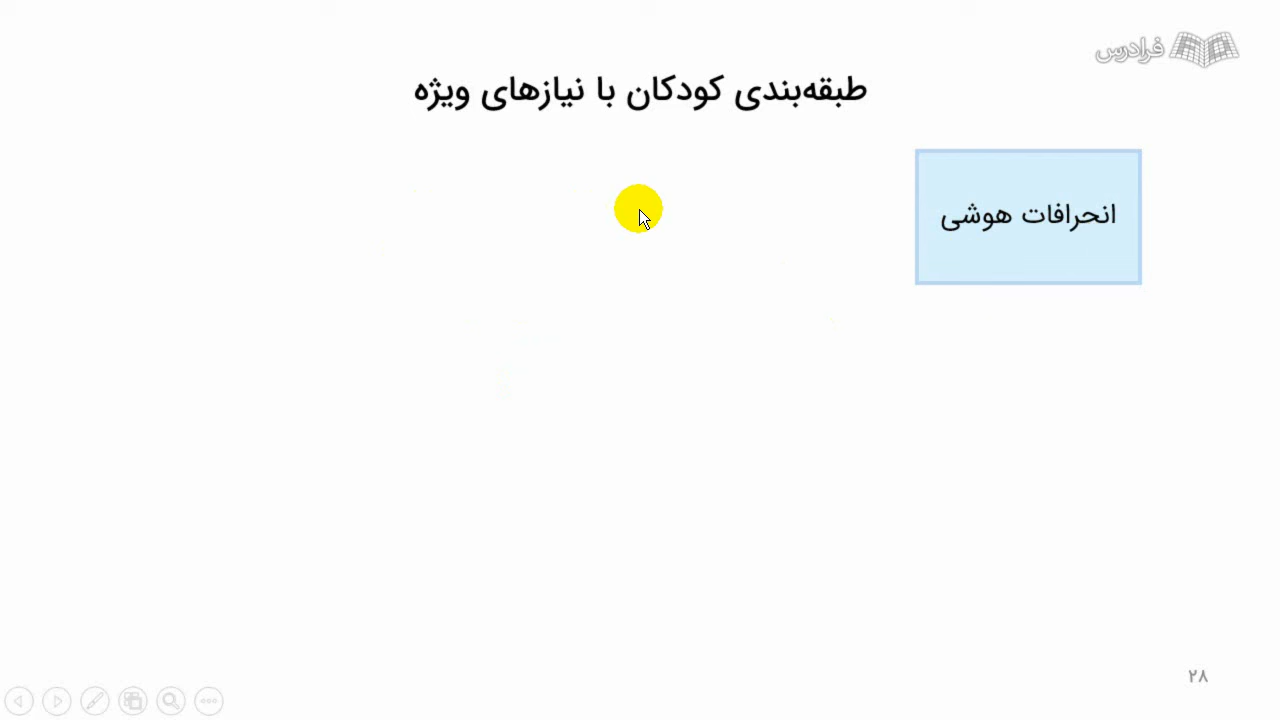 فرادرس
طبقه‌بندی کودکان با نیازهای ویژه
انحرافات هوشی
۲۸